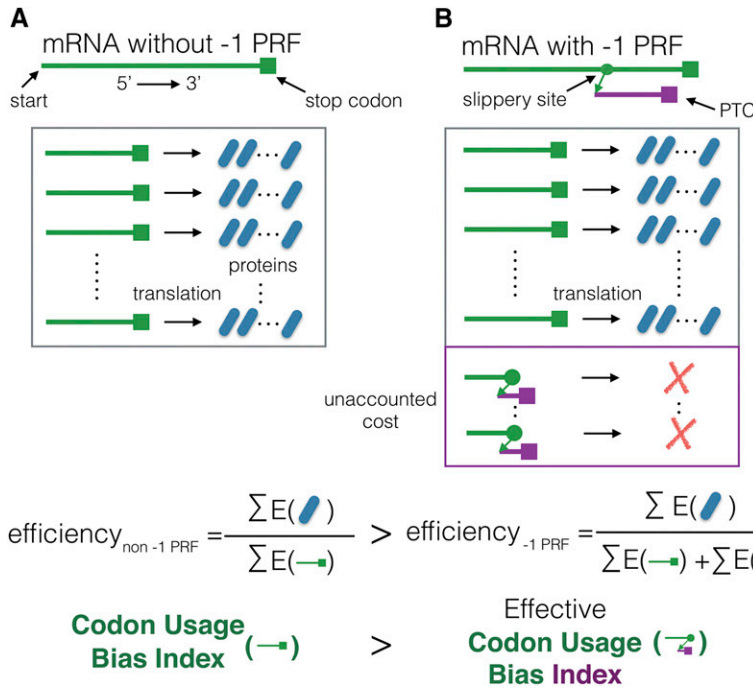 A
mRNA without -1 PRF
start
5’ → 3’
stop codon
proteins
translation
B
mRNA with -1 PRF
slippery site
PTC
translation
unaccounted
cost
efficiency non -1 PRF = ∑ E( ) / ∑ E( ) > efficiency -1 PRF = ∑ E( ) / ∑ E( ) + ∑ E(
Codon Usage
Bias Index ( )
>
Effective
Codon Usage ( )
Bias Index